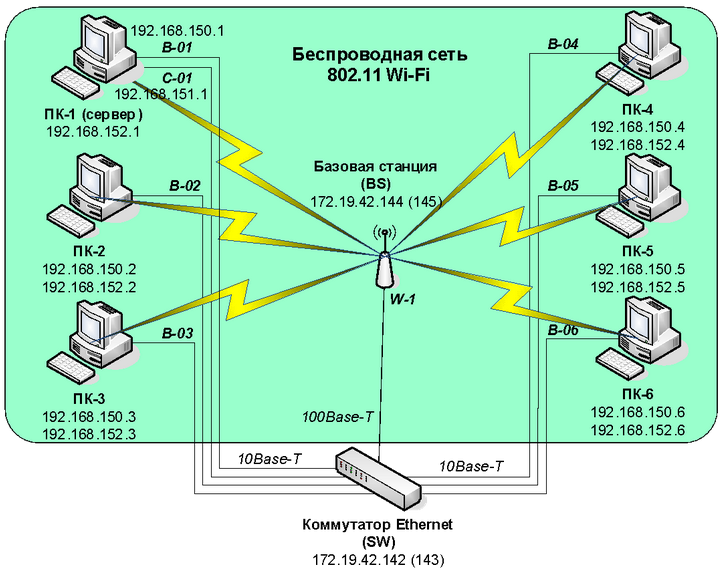 192.168.150.1
B-01
C-01
192.168.151.1
ПК-1 (сервер)
192.168.152.1
Беспроводная сеть
802.11 Wi-Fi
B-04
ПК-4
192.168.150.4
192.168.152.4
Базовая станция
(BS)
172.19.42.144 (145)
B-02
ПК-2
192.168.150.2
192.168.152.2
B-05
ПК-5
192.168.150.5
192.168.152.5
W-1
B-03
ПК-3
192.168.150.3
192.168.152.3
B-06
ПК-6
192.168.150.6
192.168.152.6
100Base-T
10Base-T
10Base-T
Коммутатор Ethernet
(SW)
172.19.42.142 (143)